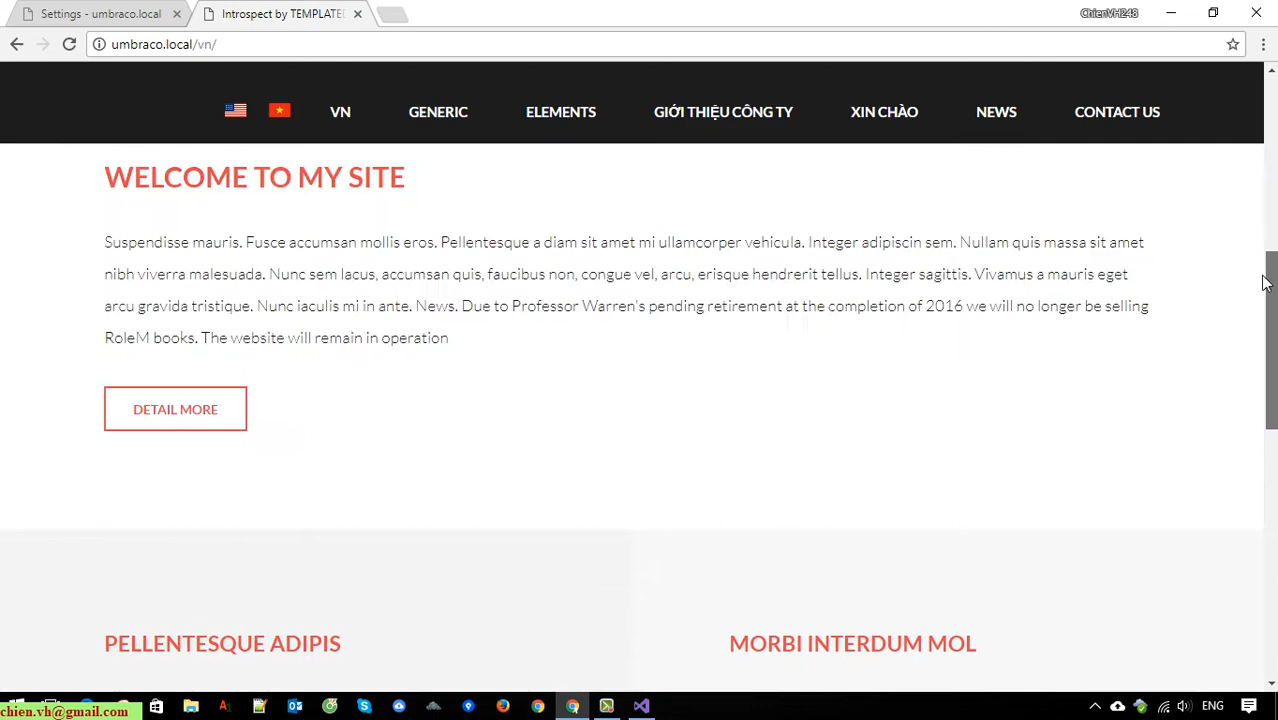 Settings - umbraco.local
Introspect by TEMPLATE
ChienVH248
umbraco.local/vn/
VN GENERIC ELEMENTS GIỚI THIỆU CÔNG TY XIN CHÀO NEWS CONTACT US
WELCOME TO MY SITE
Suspendisse mauris. Fusce accumsan mollis eros. Pellentesque a diam sit amet mi ullamcorper vehicula. Integer adipiscin sem. Nullam quis massa sit amet
nibh viverra malesuada. Nunc sem lacus, accumsan quis, faucibus non, congue vel, arcu, erisque hendrerit tellus. Integer sagittis. Vivamus a mauris eget
arcu gravida tristique. Nunc iaculis mi in ante. News. Due to Professor Warren's pending retirement at the completion of 2016 we will no longer be selling
RoleM books. The website will remain in operation
DETAIL MORE
PELLENTESQUE ADIPIS
MORBI INTERDUM MOL
ENG
chien.vh@gmail.com